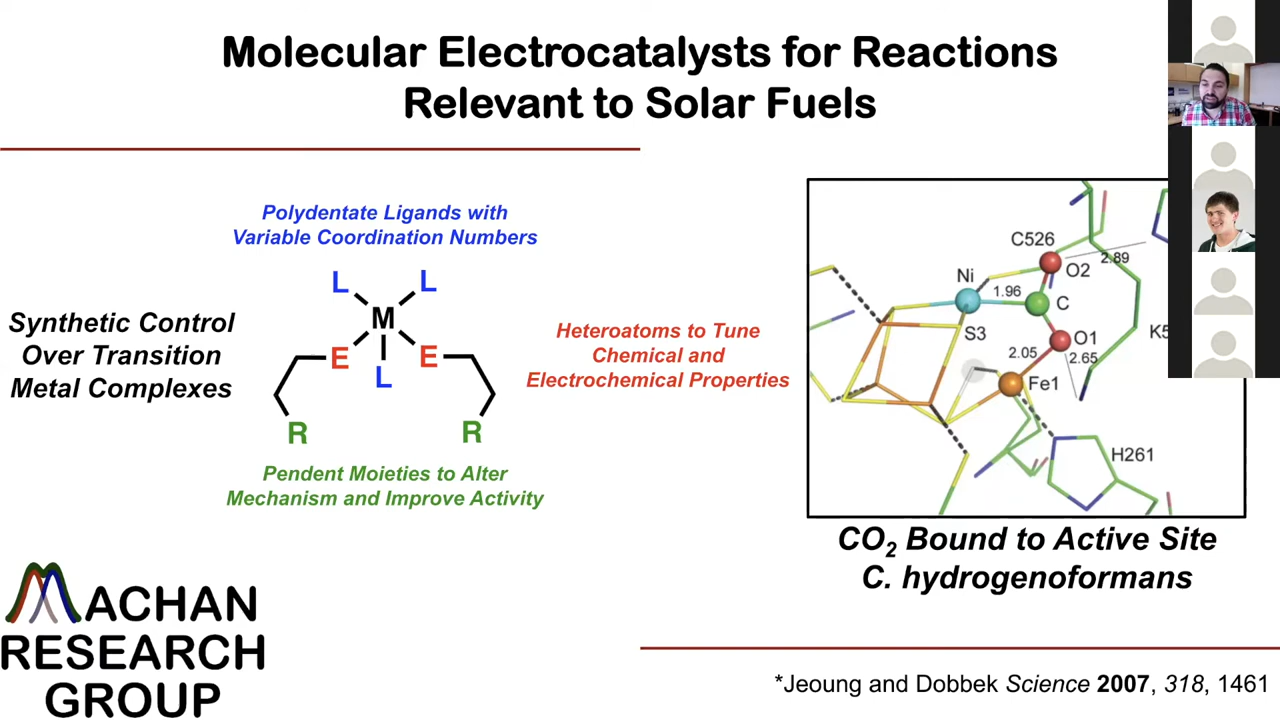 Molecular Electrocatalysts for Reactions
Relevant to Solar Fuels
Polydentate Ligands with
Variable Coordination Numbers
Synthetic Control
Over Transition
Metal Complexes
L
L
M
E
E
L
R
R
Heteroatoms to Tune
Chemical and
Electrochemical Properties
Pendent Moieties to Alter
Mechanism and Improve Activity
C526
2.89
O2
Ni
1.96
C
S3
O1
K5
2.05
2.65
Fe1
H261
CO2 Bound to Active Site
C. hydrogenoformans
MACHAN
RESEARCH
GROUP
*Jeoung and Dobbek Science 2007, 318, 1461